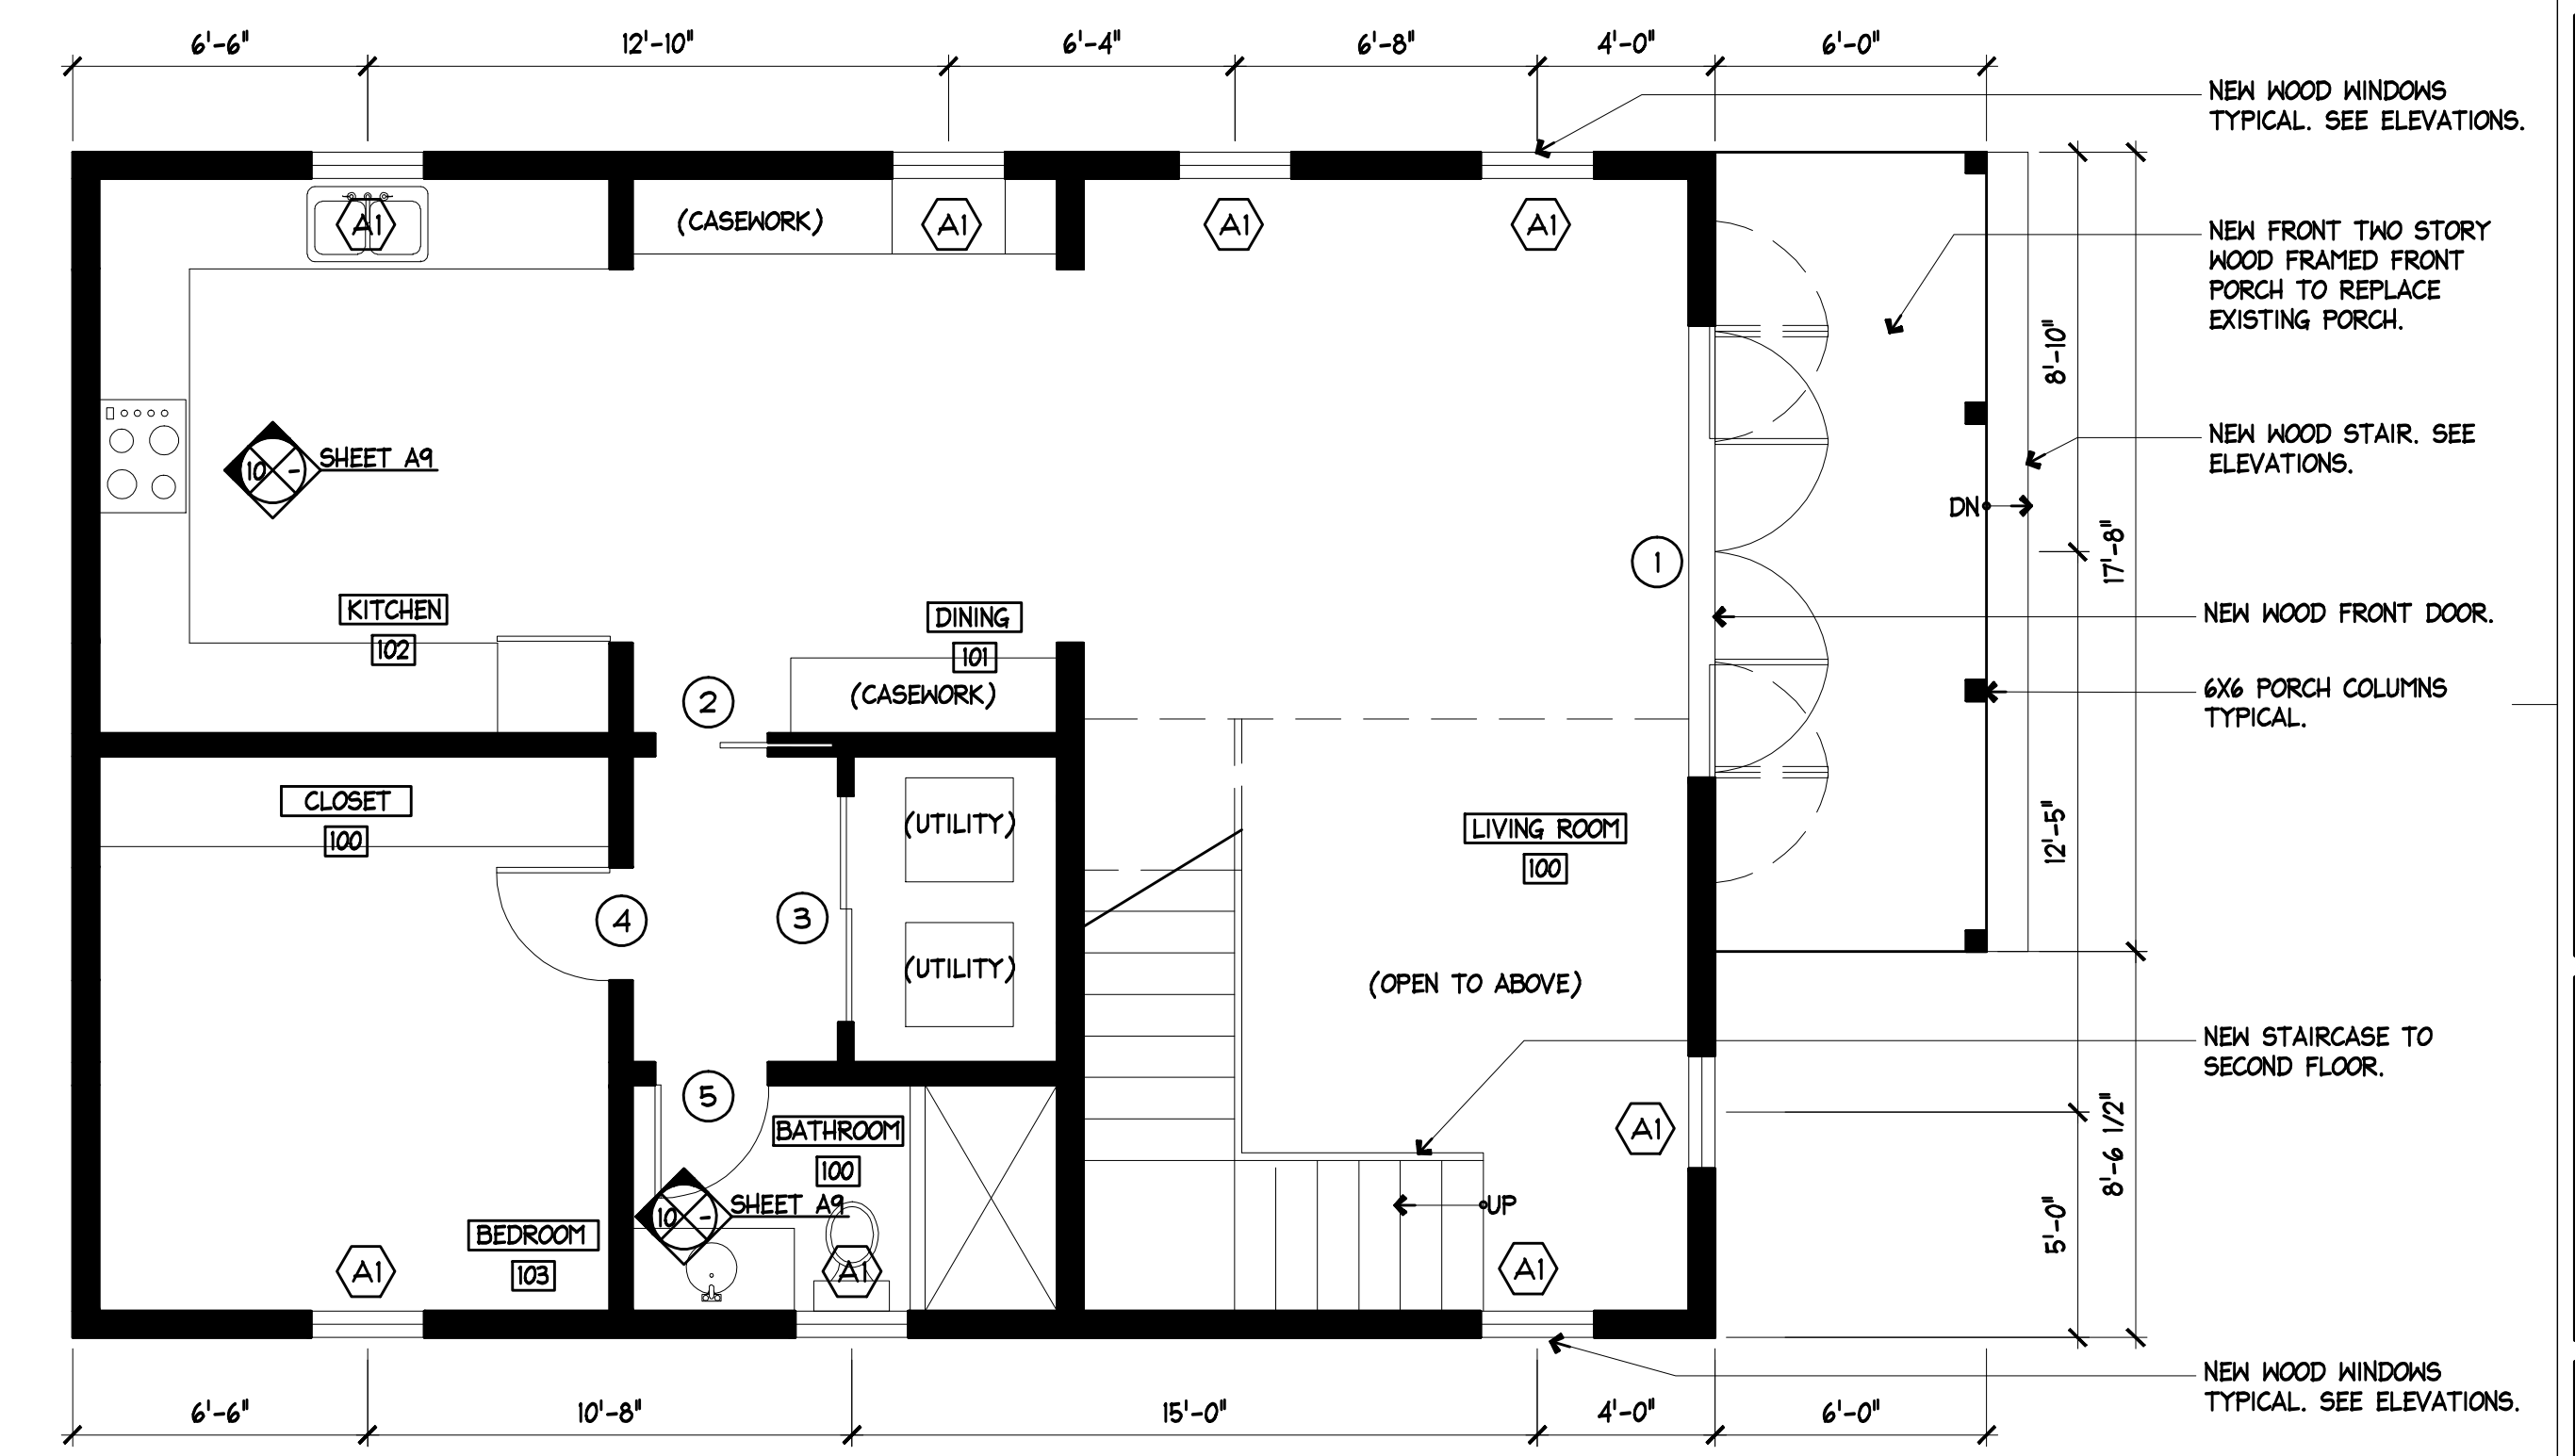 6'-6" 12'-10" 6'-4" 6'-8" 4'-0" 6'-0"
NEW WOOD WINDOWS
TYPICAL. SEE ELEVATIONS.
A1 (CASEWORK) A1 A1 A1
NEW FRONT TWO STORY
WOOD FRAMED FRONT
PORCH TO REPLACE
EXISTING PORCH.
8'-10"
NEW WOOD STAIR. SEE
ELEVATIONS.
10 - SHEET A9
DN
17'-8"
1
KITCHEN
102
DINING
101
NEW WOOD FRONT DOOR.
2
(CASEWORK)
6X6 PORCH COLUMNS
TYPICAL.
CLOSET
100
(UTILITY)
LIVING ROOM
100
12'-5"
4
3
(UTILITY)
(OPEN TO ABOVE)
NEW STAIRCASE TO
SECOND FLOOR.
5
BATHROOM
100
A1
8'-6 1/2"
10 - SHEET A9
UP
5'-0"
BEDROOM
103
A1 A1 A1
NEW WOOD WINDOWS
TYPICAL. SEE ELEVATIONS.
6'-6" 10'-8" 15'-0" 4'-0" 6'-0"